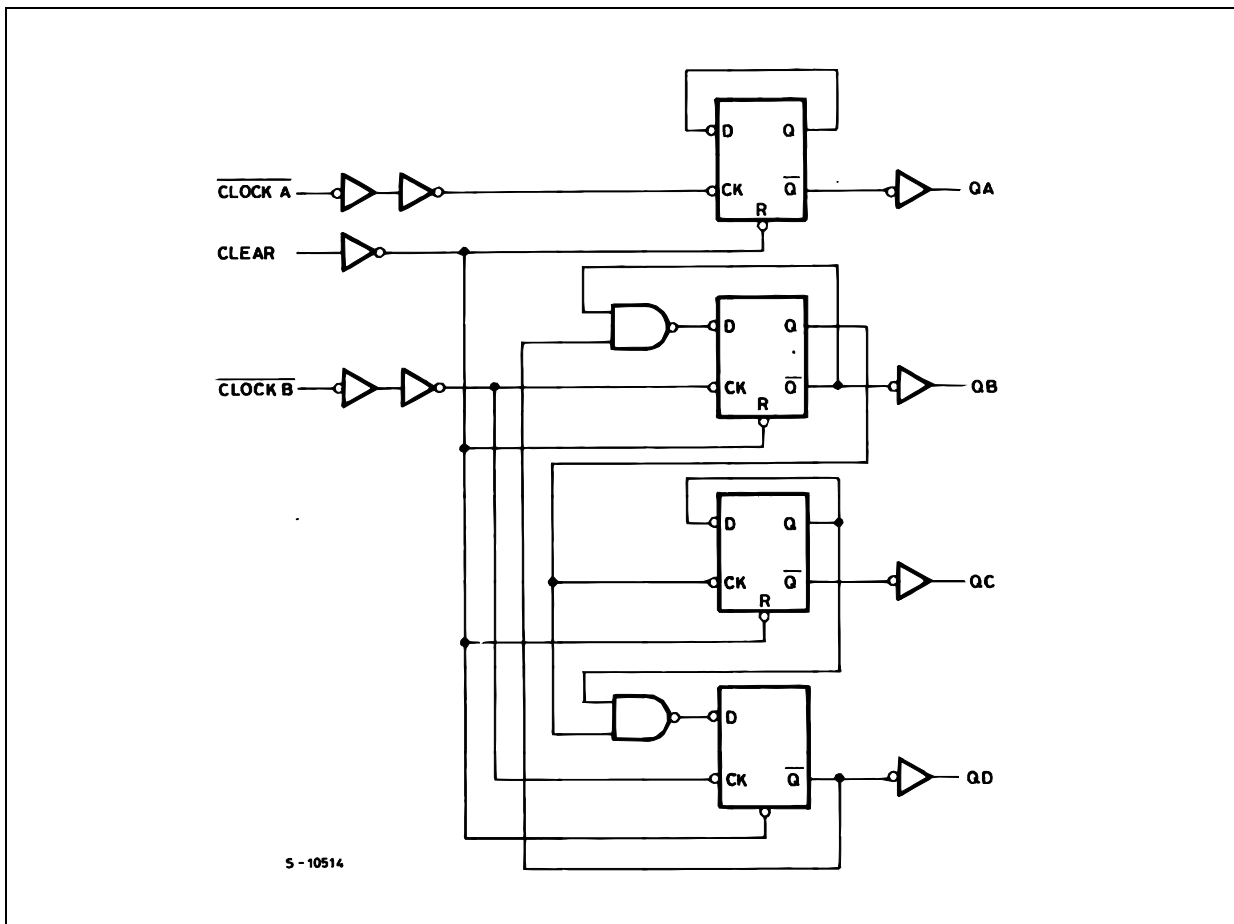 D Q
CLOCK A CK Q QA
R
CLEAR
D Q
CLOCK B CK Q QB
R
D Q
CK Q QC
R
D
CK Q QD
S-10514